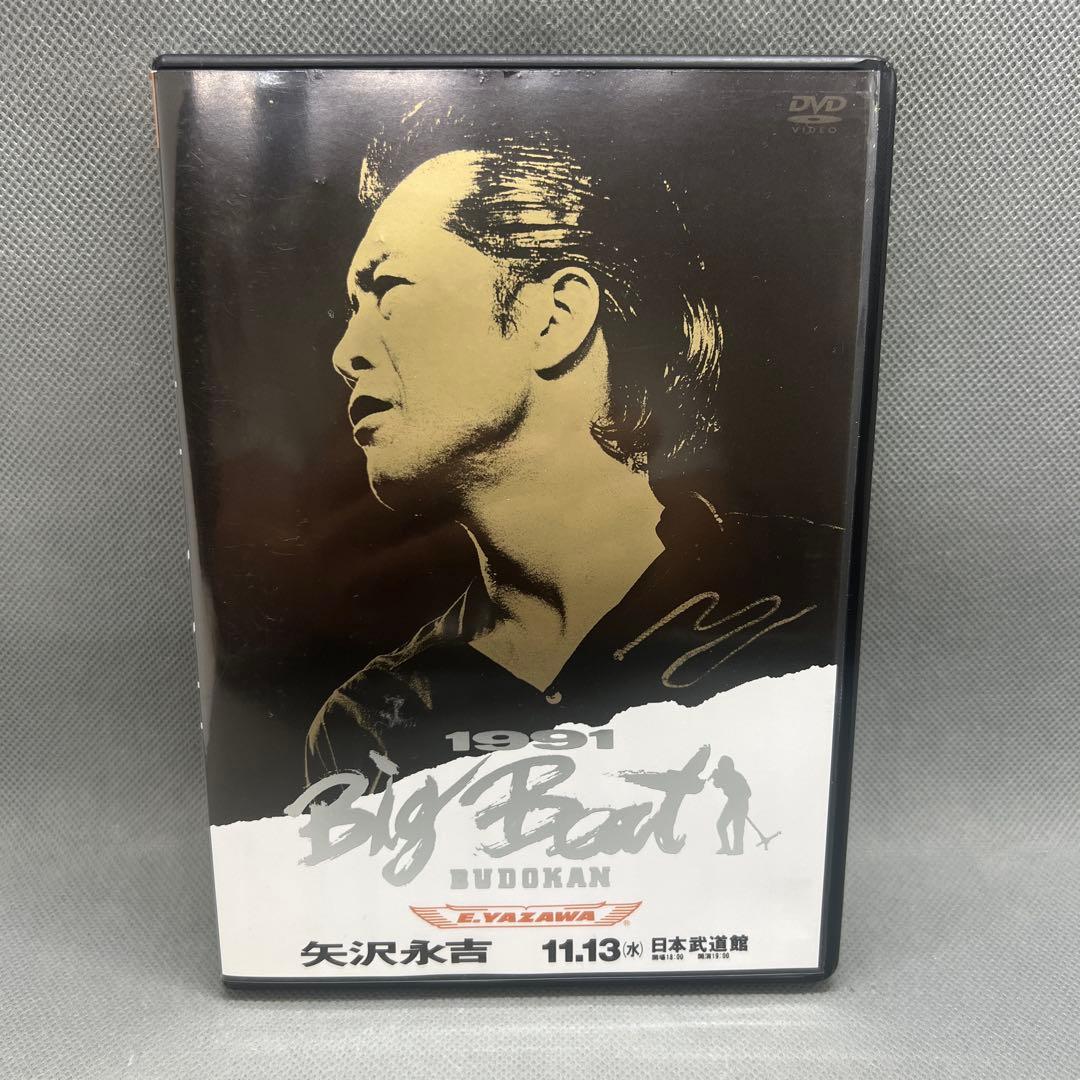 DVD
VIDEO
1991
Big Beat
BUDOKAN
E.YAZAWA ®
矢沢永吉 11.13(水) 日本武道館
開場18:00 開演19:00